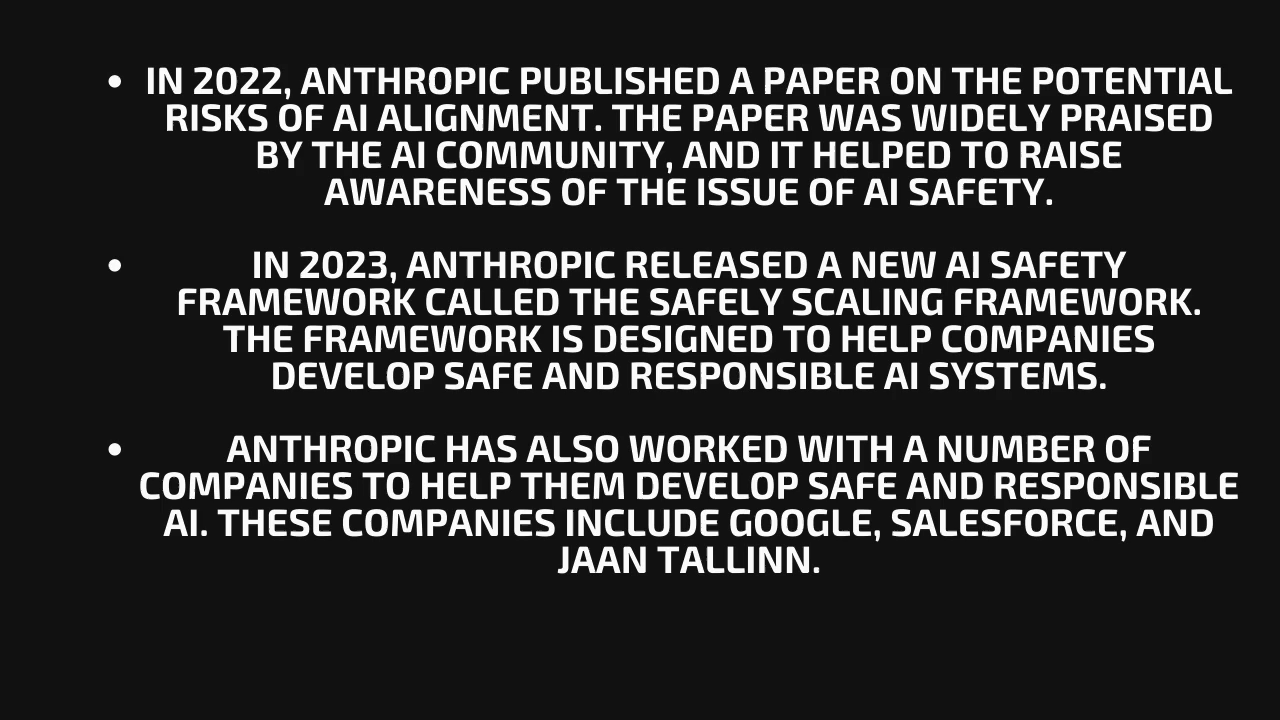 • IN 2022, ANTHROPIC PUBLISHED A PAPER ON THE POTENTIAL
RISKS OF AI ALIGNMENT. THE PAPER WAS WIDELY PRAISED
BY THE AI COMMUNITY, AND IT HELPED TO RAISE
AWARENESS OF THE ISSUE OF AI SAFETY.
• IN 2023, ANTHROPIC RELEASED A NEW AI SAFETY
FRAMEWORK CALLED THE SAFELY SCALING FRAMEWORK.
THE FRAMEWORK IS DESIGNED TO HELP COMPANIES
DEVELOP SAFE AND RESPONSIBLE AI SYSTEMS.
• ANTHROPIC HAS ALSO WORKED WITH A NUMBER OF
COMPANIES TO HELP THEM DEVELOP SAFE AND RESPONSIBLE
AI. THESE COMPANIES INCLUDE GOOGLE, SALESFORCE, AND
JAAN TALLINN.